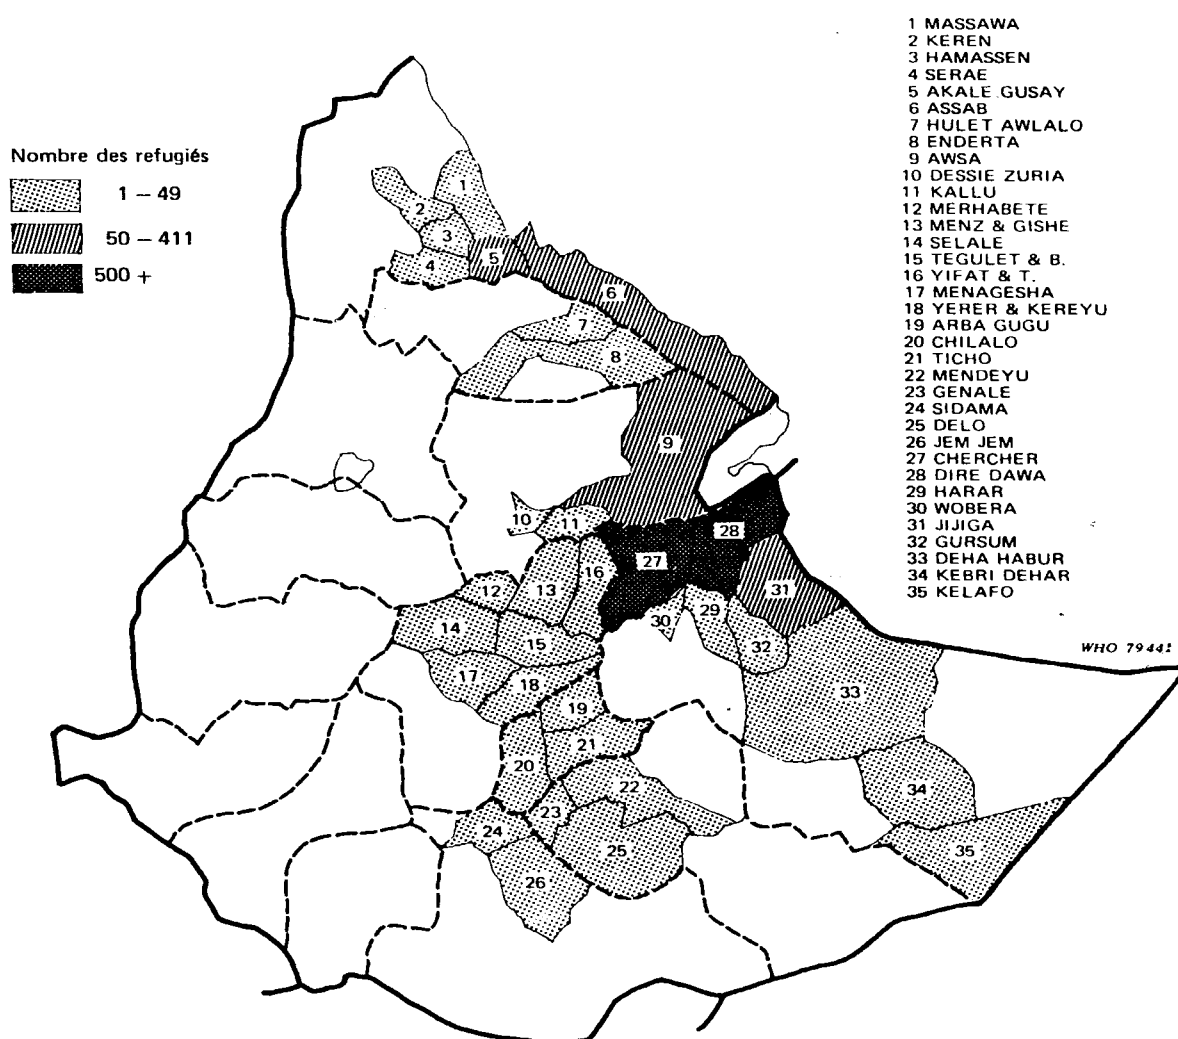 1 MASSAWA
2 KEREN
3 HAMASSEN
4 SERAE
5 AKALE GUSAY
6 ASSAB
7 HULET AWLALO
8 ENDERTA
9 AWSA
10 DESSIE ZURIA
11 KALLU
12 MERHABETE
13 MENZ & GISHE
14 SELALE
15 TEGULET & B.
16 YIFAT & T.
17 MENAGESHA
18 YERER & KEREYU
19 ARBA GUGU
20 CHILALO
21 TICHO
22 MENDEYU
23 GENALE
24 SIDAMA
25 DELO
26 JEM JEM
27 CHERCHER
28 DIRE DAWA
29 HARAR
30 WOBERA
31 JIJIGA
32 GURSUM
33 DEHA HABUR
34 KEBRI DEHAR
35 KELAFO
Nombre des refugiés
1 – 49
50 – 411
500 +
1
2
3
4
5
6
7
8
9
10
11
28
27
16
12
13
31
29
30
14
15
32
17
18
33
19
21
20
22
34
23
24
25
35
26
WHO